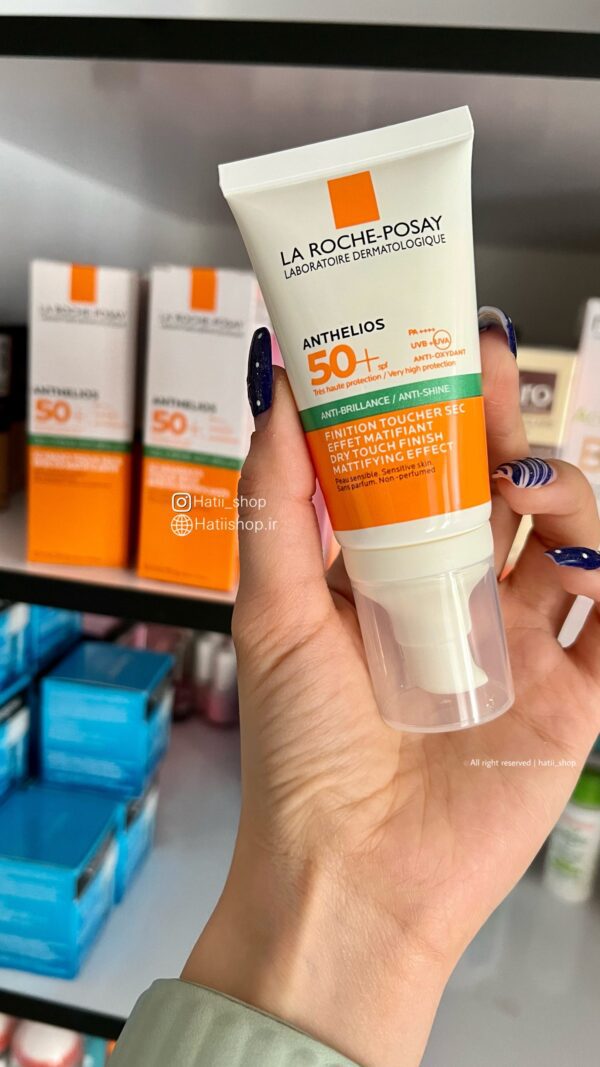 LA ROCHE-POSAY
LABORATOIRE DERMATOLOGIQUE
ANTHELIOS
50+ spf
PA ++++
UVB + UVA
ANTI-OXYDANT
Très haute protection / Very high protection
ANTI-BRILLANCE / ANTI-SHINE
FINITION TOUCHER SEC
EFFET MATIFIANT
DRY TOUCH FINISH
MATTIFYING EFFECT
Peau sensible. Sensitive skin.
Sans parfum. Non-perfumed
LA ROCHE-POSAY
ANTHELIOS
50+
LA ROCHE-POSAY
ANTHELIOS
50+
Hatii_shop
Hatiishop.ir
© All right reserved | hatii_shop